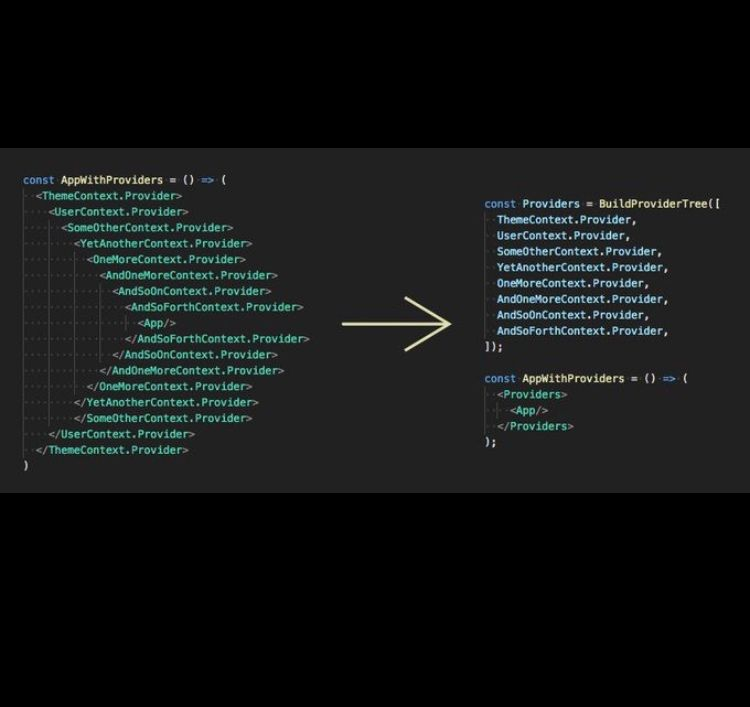 const AppWithProviders = () => (
<ThemeContext.Provider>
<UserContext.Provider>
<SomeOtherContext.Provider>
<YetAnotherContext.Provider>
<OneMoreContext.Provider>
<AndOneMoreContext.Provider>
<AndSoOnContext.Provider>
<AndSoForthContext.Provider>
<App/>
</AndSoForthContext.Provider>
</AndSoOnContext.Provider>
</AndOneMoreContext.Provider>
</OneMoreContext.Provider>
</YetAnotherContext.Provider>
</SomeOtherContext.Provider>
</UserContext.Provider>
</ThemeContext.Provider>
)
const Providers = BuildProviderTree([
ThemeContext.Provider,
UserContext.Provider,
SomeOtherContext.Provider,
YetAnotherContext.Provider,
OneMoreContext.Provider,
AndOneMoreContext.Provider,
AndSoOnContext.Provider,
AndSoForthContext.Provider,
]);
const AppWithProviders = () => (
<Providers>
<App/>
</Providers>
);